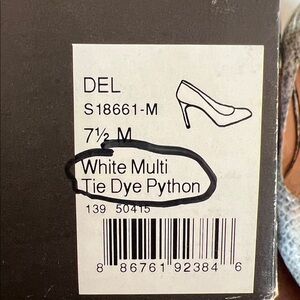 DEL
S18661-M
7½ M
White Multi
Tie Dye Python
139 50415
8 86761 92384 6